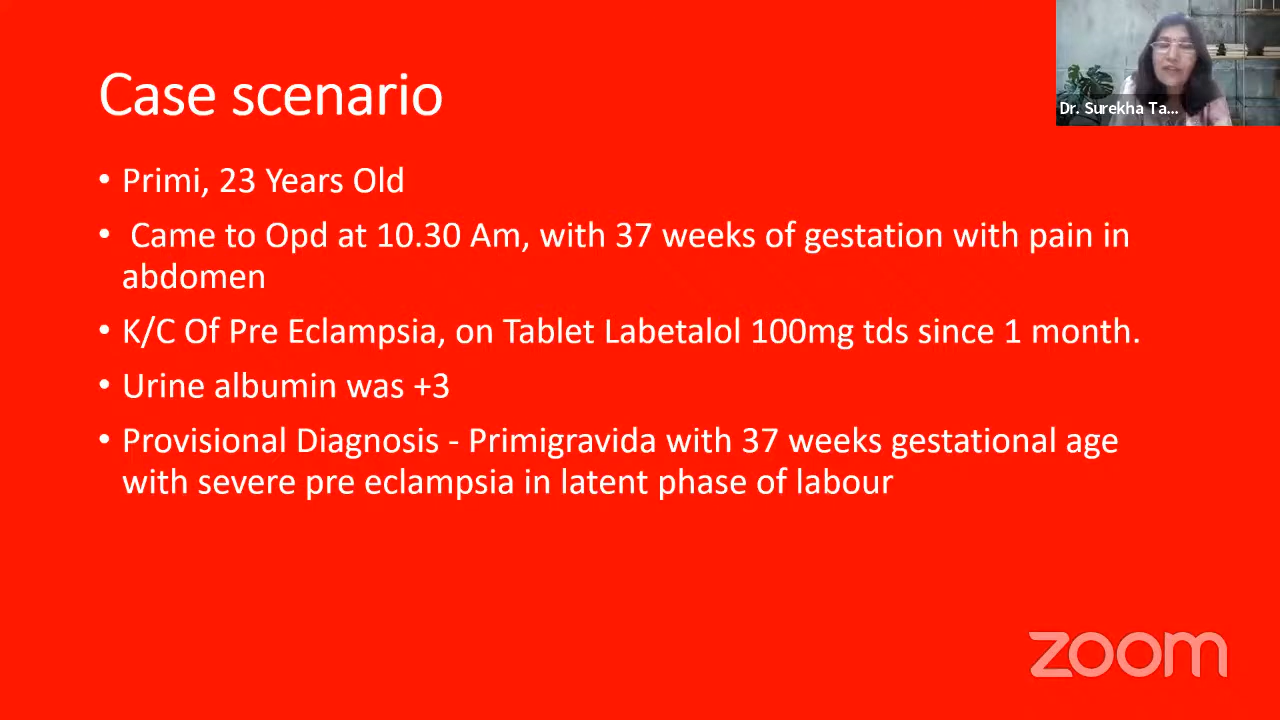 Case scenario
Dr. Surekha Ta...
• Primi, 23 Years Old
• Came to Opd at 10.30 Am, with 37 weeks of gestation with pain in
abdomen
• K/C Of Pre Eclampsia, on Tablet Labetalol 100mg tds since 1 month.
• Urine albumin was +3
• Provisional Diagnosis - Primigravida with 37 weeks gestational age
with severe pre eclampsia in latent phase of labour
zoom